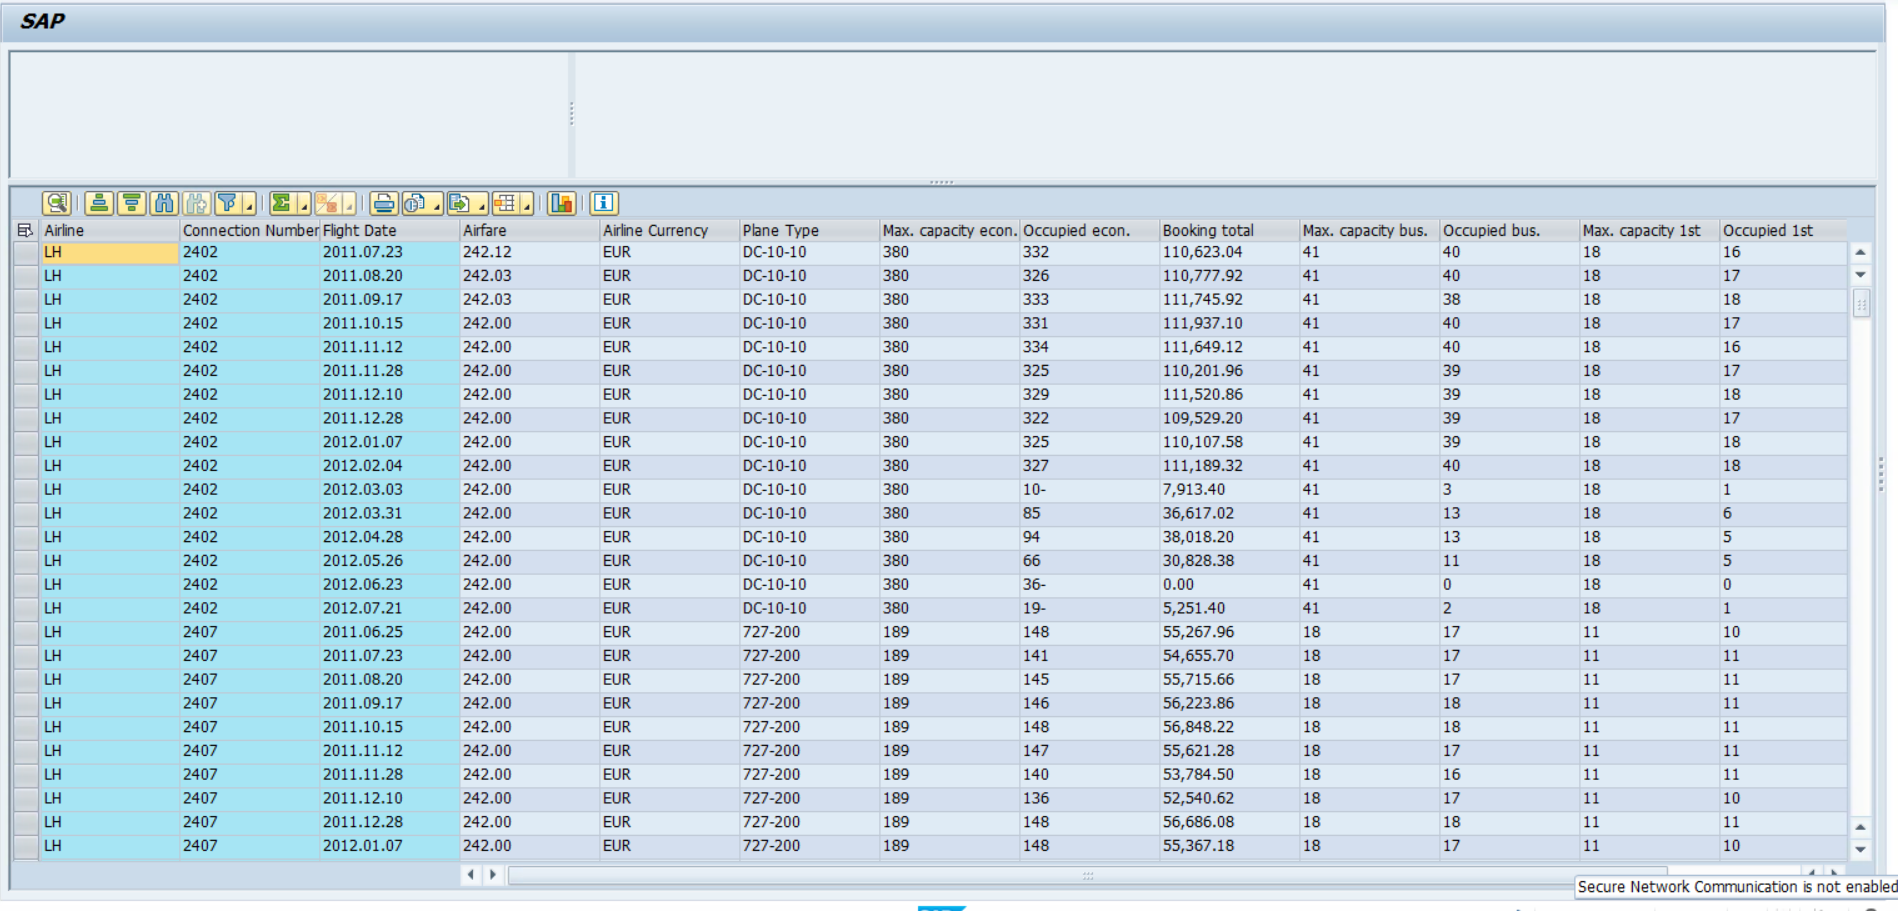 SAP
Airline Connection Number Flight Date Airfare Airline Currency Plane Type Max. capacity econ. Occupied econ. Booking total Max. capacity bus. Occupied bus. Max. capacity 1st Occupied 1st
LH 2402 2011.07.23 242.12 EUR DC-10-10 380 332 110,623.04 41 40 18 16
LH 2402 2011.08.20 242.03 EUR DC-10-10 380 326 110,777.92 41 40 18 17
LH 2402 2011.09.17 242.03 EUR DC-10-10 380 333 111,745.92 41 38 18 18
LH 2402 2011.10.15 242.00 EUR DC-10-10 380 331 111,937.10 41 40 18 17
LH 2402 2011.11.12 242.00 EUR DC-10-10 380 334 111,649.12 41 40 18 16
LH 2402 2011.11.28 242.00 EUR DC-10-10 380 325 110,201.96 41 39 18 17
LH 2402 2011.12.10 242.00 EUR DC-10-10 380 329 111,520.86 41 39 18 18
LH 2402 2011.12.28 242.00 EUR DC-10-10 380 322 109,529.20 41 39 18 17
LH 2402 2012.01.07 242.00 EUR DC-10-10 380 325 110,107.58 41 39 18 18
LH 2402 2012.02.04 242.00 EUR DC-10-10 380 327 111,189.32 41 40 18 18
LH 2402 2012.03.03 242.00 EUR DC-10-10 380 10- 7,913.40 41 3 18 1
LH 2402 2012.03.31 242.00 EUR DC-10-10 380 85 36,617.02 41 13 18 6
LH 2402 2012.04.28 242.00 EUR DC-10-10 380 94 38,018.20 41 13 18 5
LH 2402 2012.05.26 242.00 EUR DC-10-10 380 66 30,828.38 41 11 18 5
LH 2402 2012.06.23 242.00 EUR DC-10-10 380 36- 0.00 41 0 18 0
LH 2402 2012.07.21 242.00 EUR DC-10-10 380 19- 5,251.40 41 2 18 1
LH 2407 2011.06.25 242.00 EUR 727-200 189 148 55,267.96 18 17 11 10
LH 2407 2011.07.23 242.00 EUR 727-200 189 141 54,655.70 18 17 11 11
LH 2407 2011.08.20 242.00 EUR 727-200 189 145 55,715.66 18 17 11 11
LH 2407 2011.09.17 242.00 EUR 727-200 189 146 56,223.86 18 18 11 11
LH 2407 2011.10.15 242.00 EUR 727-200 189 148 56,848.22 18 18 11 11
LH 2407 2011.11.12 242.00 EUR 727-200 189 147 55,621.28 18 17 11 11
LH 2407 2011.11.28 242.00 EUR 727-200 189 140 53,784.50 18 16 11 11
LH 2407 2011.12.10 242.00 EUR 727-200 189 136 52,540.62 18 17 11 10
LH 2407 2011.12.28 242.00 EUR 727-200 189 148 56,686.08 18 18 11 11
LH 2407 2012.01.07 242.00 EUR 727-200 189 148 55,367.18 18 17 11 10
Secure Network Communication is not enabled